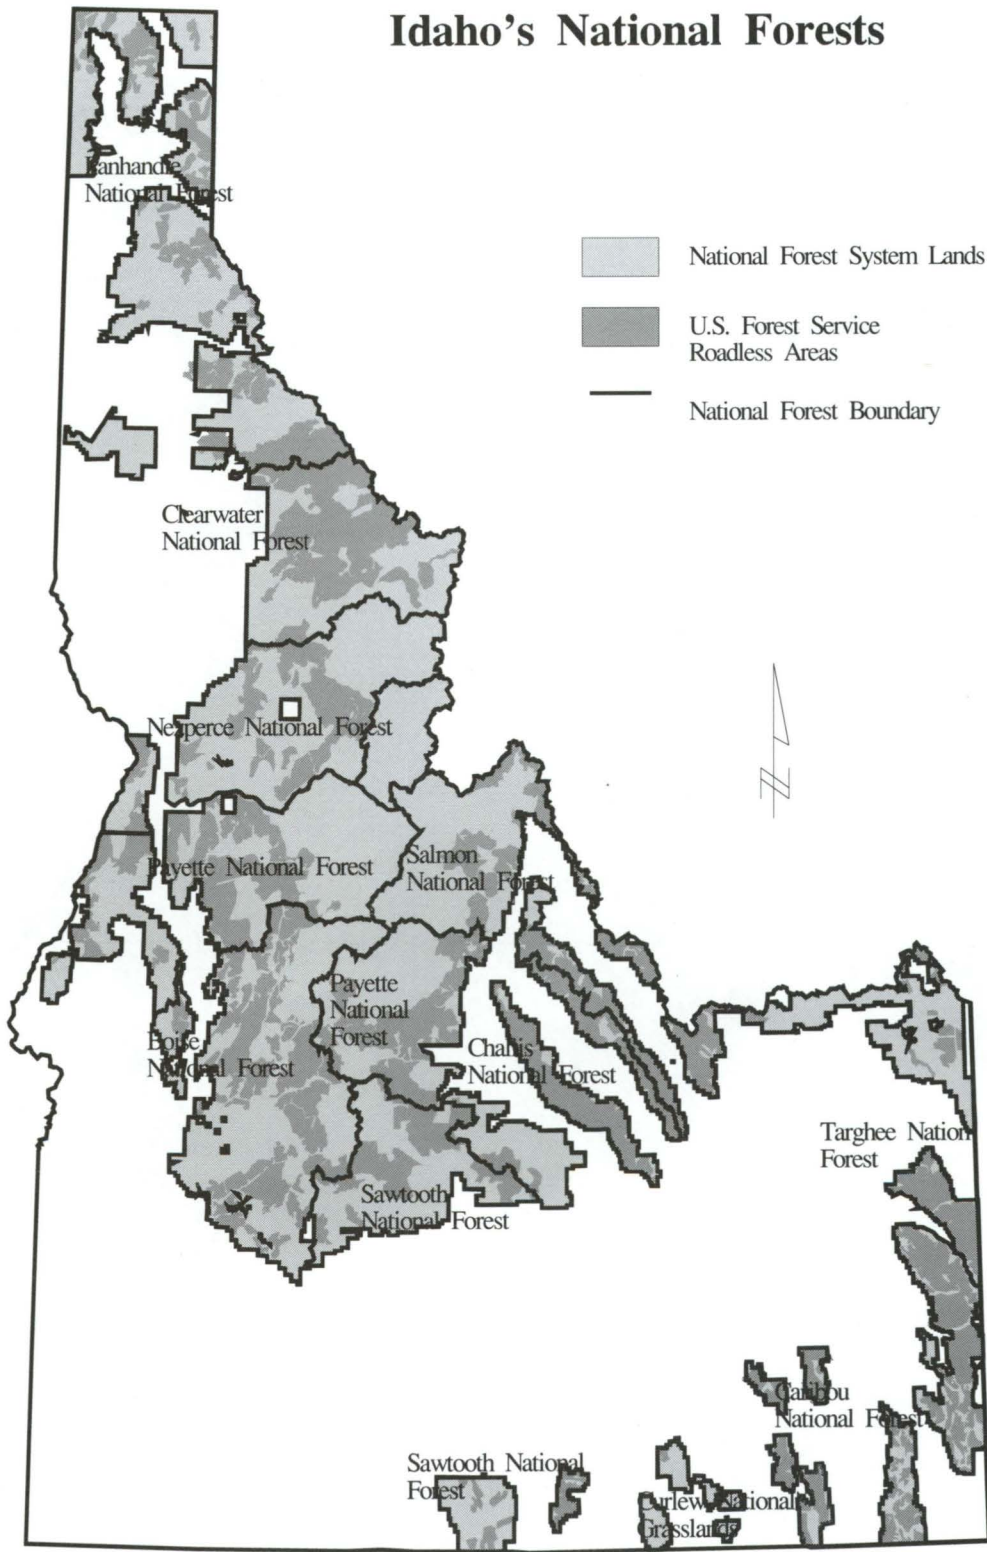 Idaho's National Forests
National Forest System Lands
U.S. Forest Service
Roadless Areas
National Forest Boundary
Panhandle
National Forest
Clearwater
National Forest
Nezperce National Forest
Payette National Forest
Salmon
National Forest
Payette
National
Forest
Boise
National Forest
Challis
National Forest
Targhee Nation
Forest
Sawtooth
National Forest
Caribou
National Forest
Sawtooth National
Forest
Curlew National
Grasslands